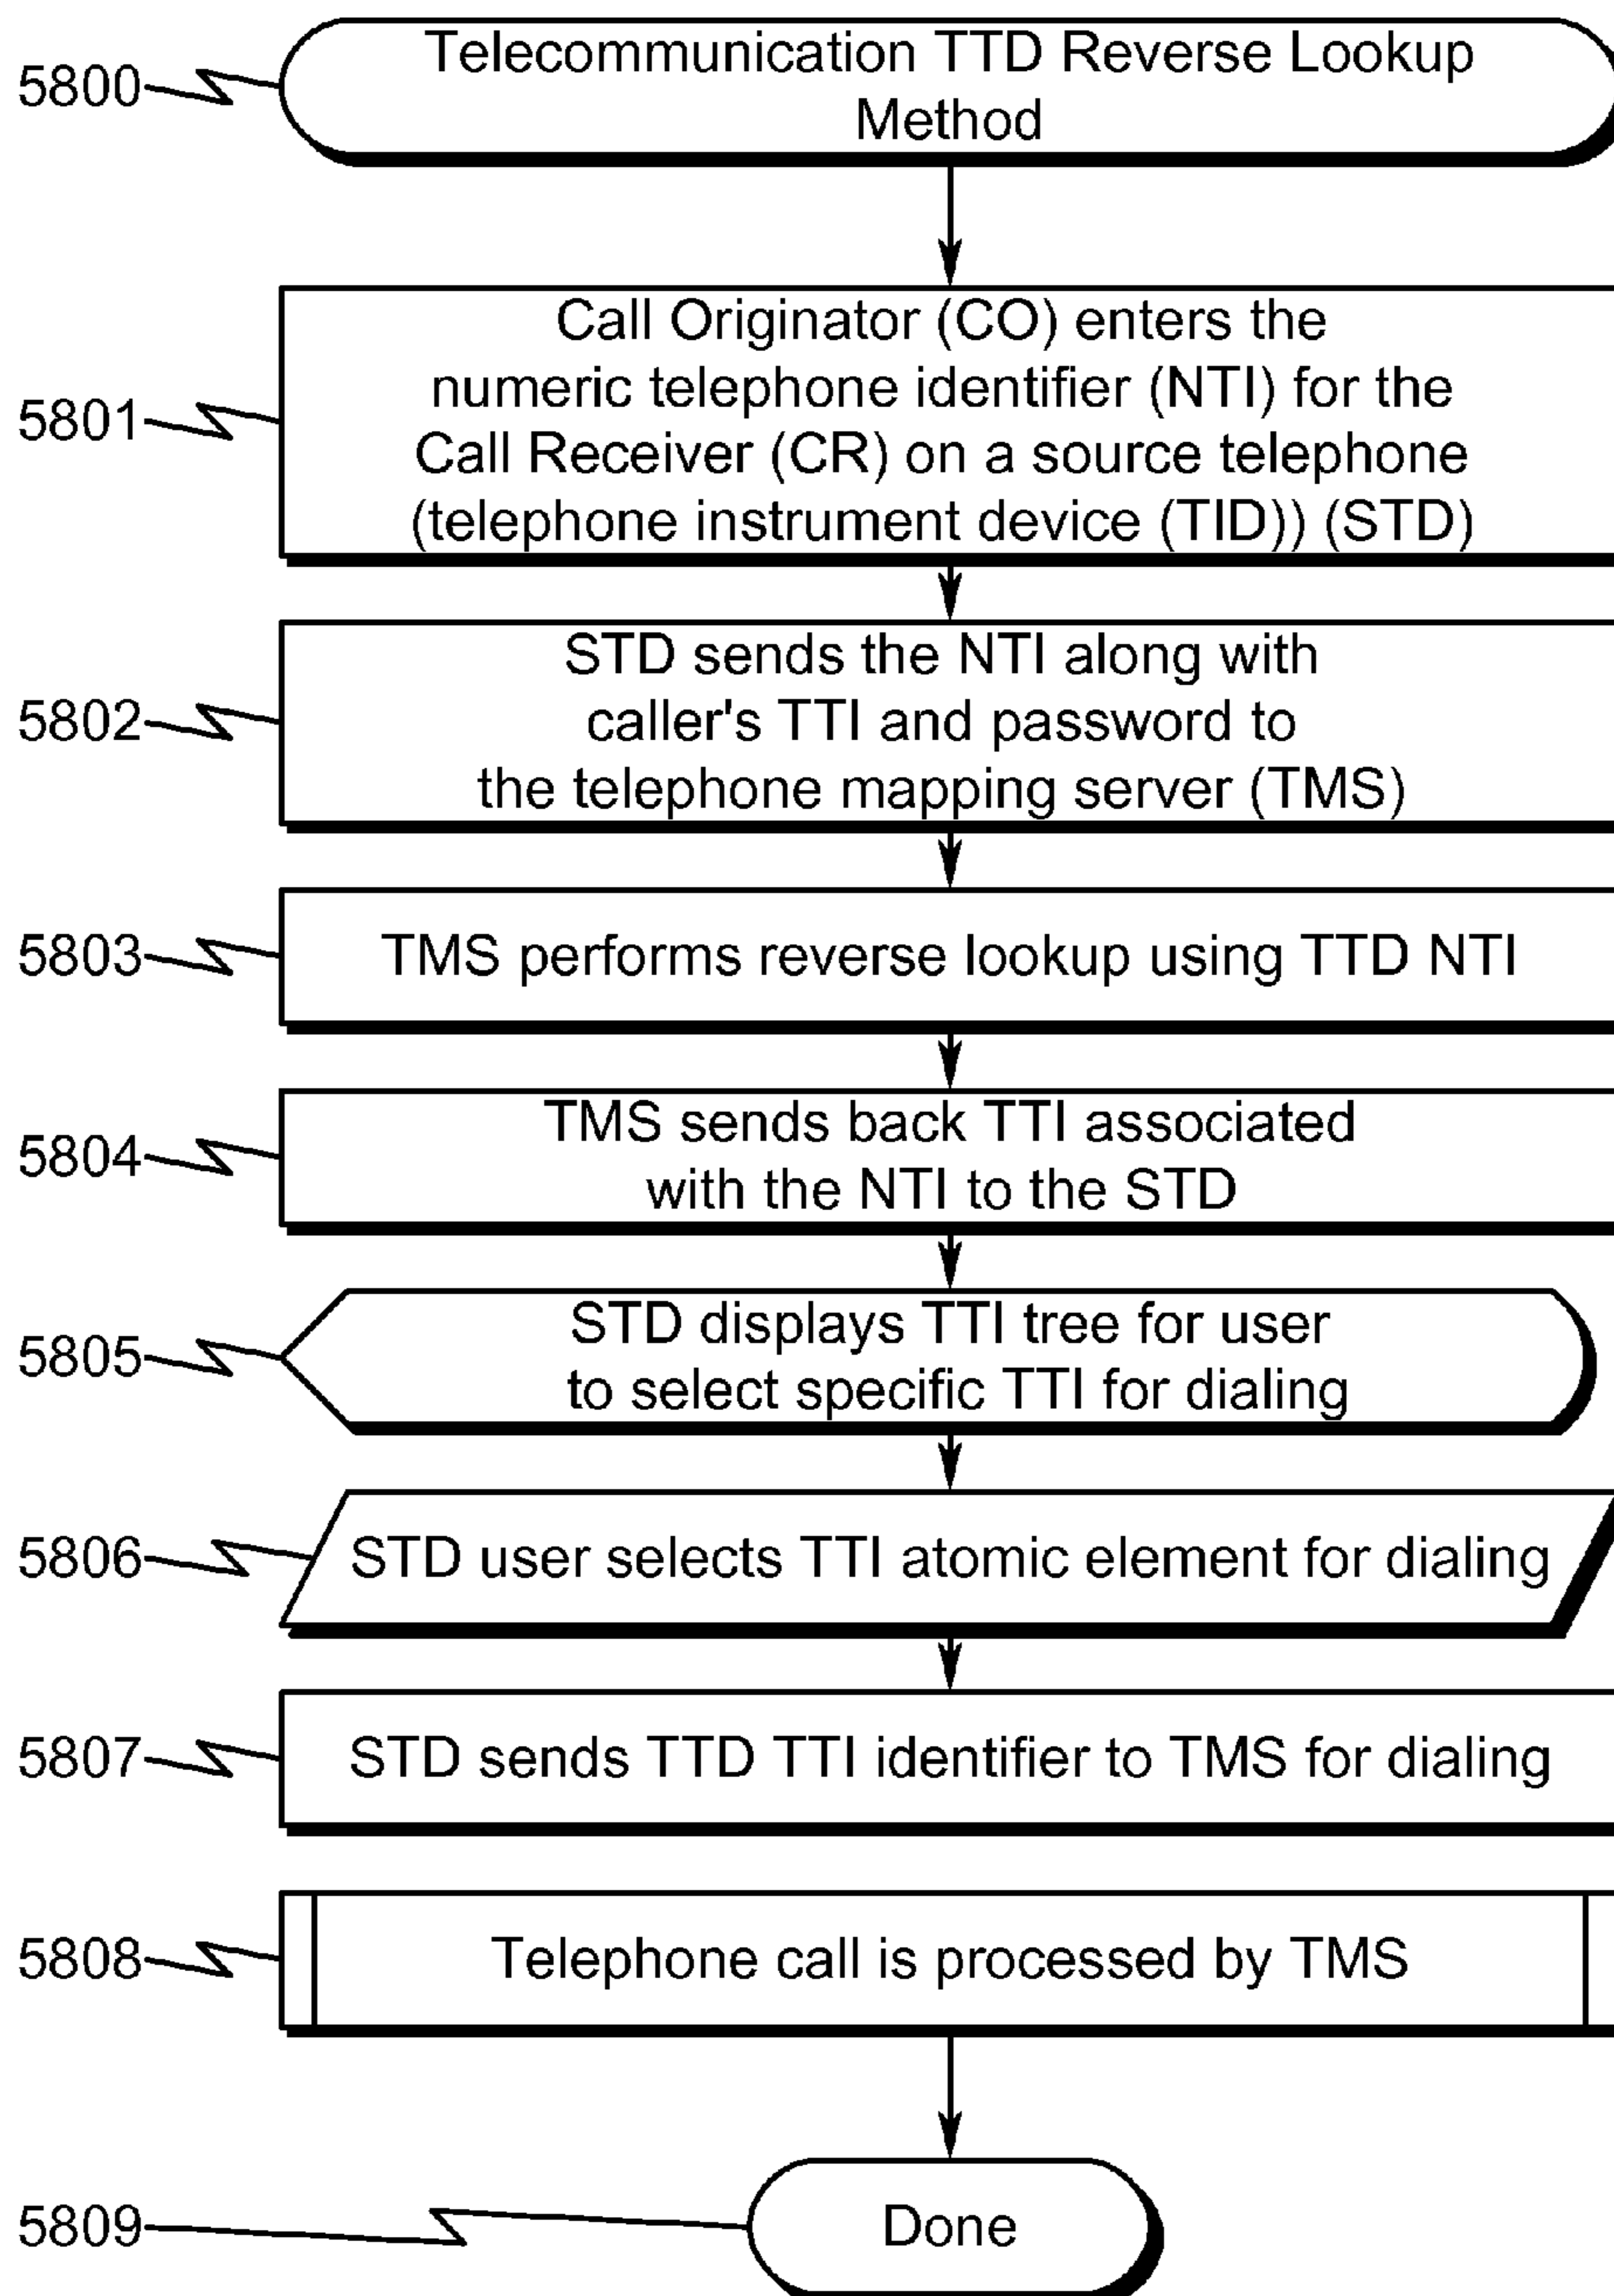 Telecommunication TTD Reverse Lookup
Method
5800
Call Originator (CO) enters the
numeric telephone identifier (NTI) for the
Call Receiver (CR) on a source telephone
(telephone instrument device (TID)) (STD)
5801
STD sends the NTI along with
caller's TTI and password to
the telephone mapping server (TMS)
5802
TMS performs reverse lookup using TTD NTI
5803
TMS sends back TTI associated
with the NTI to the STD
5804
STD displays TTI tree for user
to select specific TTI for dialing
5805
STD user selects TTI atomic element for dialing
5806
STD sends TTD TTI identifier to TMS for dialing
5807
Telephone call is processed by TMS
5808
Done
5809